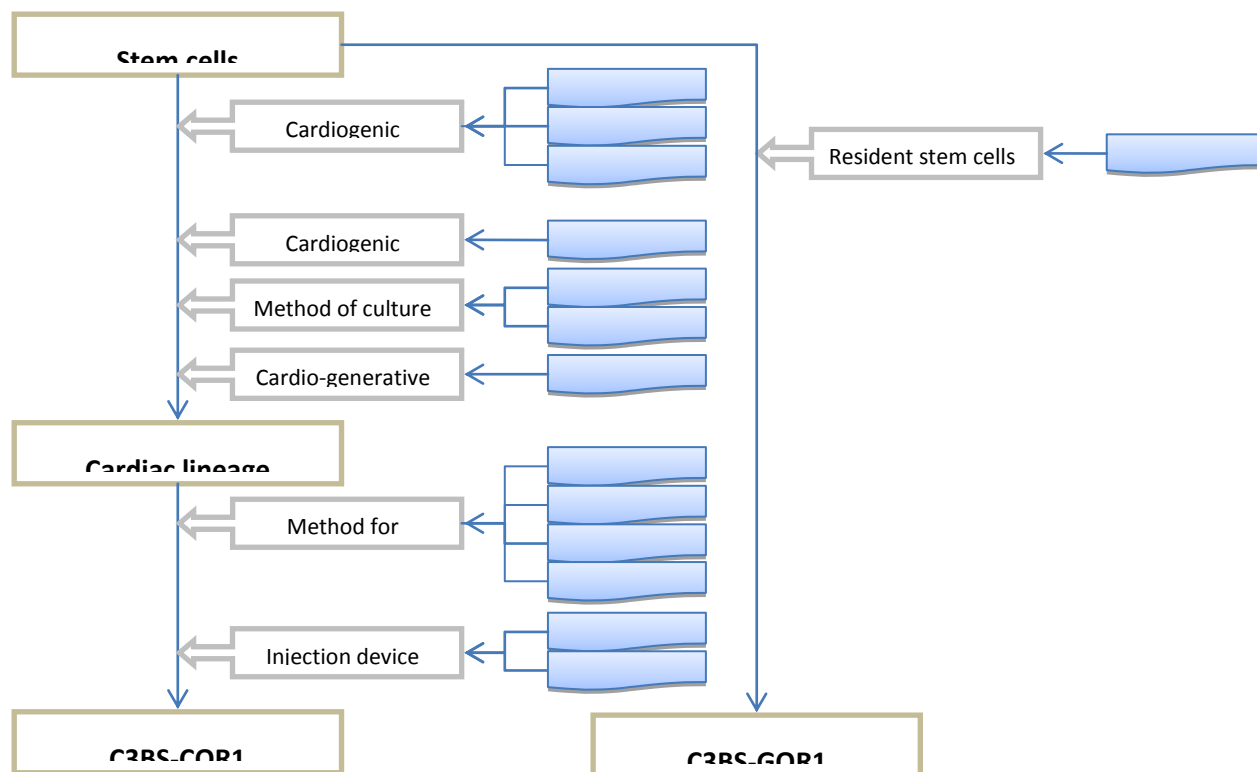 Stem cells
Cardiogenic
Resident stem cells
Cardiogenic
Method of culture
Cardio-generative
Cardiac lineage
Method for
Injection device
C3BS-CQR1
C3BS-GQR1